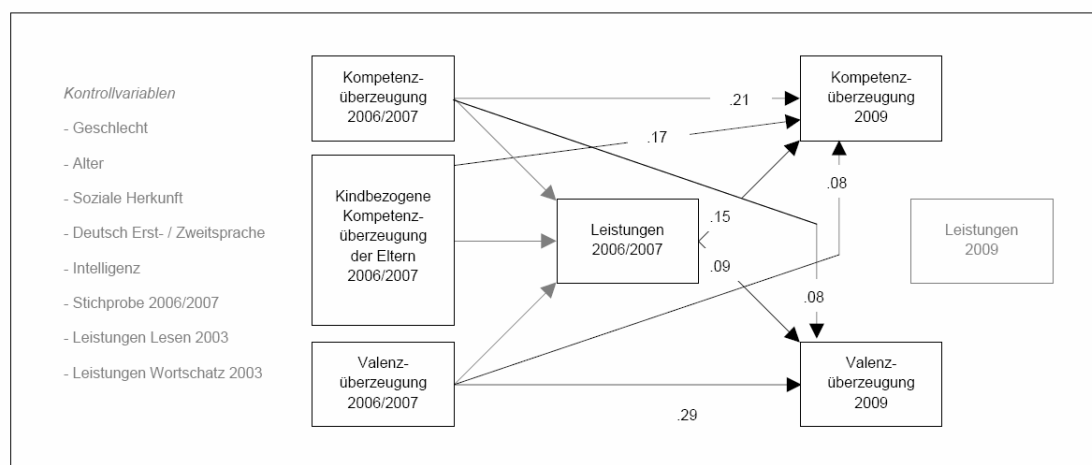 Kontrollvariablen
- Geschlecht
- Alter
- Soziale Herkunft
- Deutsch Erst- / Zweitsprache
- Intelligenz
- Stichprobe 2006/2007
- Leistungen Lesen 2003
- Leistungen Wortschatz 2003
Kompetenz-
überzeugung
2006/2007
Kindbezogene
Kompetenz-
überzeugung
der Eltern
2006/2007
Valenz-
überzeugung
2006/2007
Leistungen
2006/2007
.21
.17
.15
.09
.08
.08
.29
Kompetenz-
überzeugung
2009
Leistungen
2009
Valenz-
überzeugung
2009